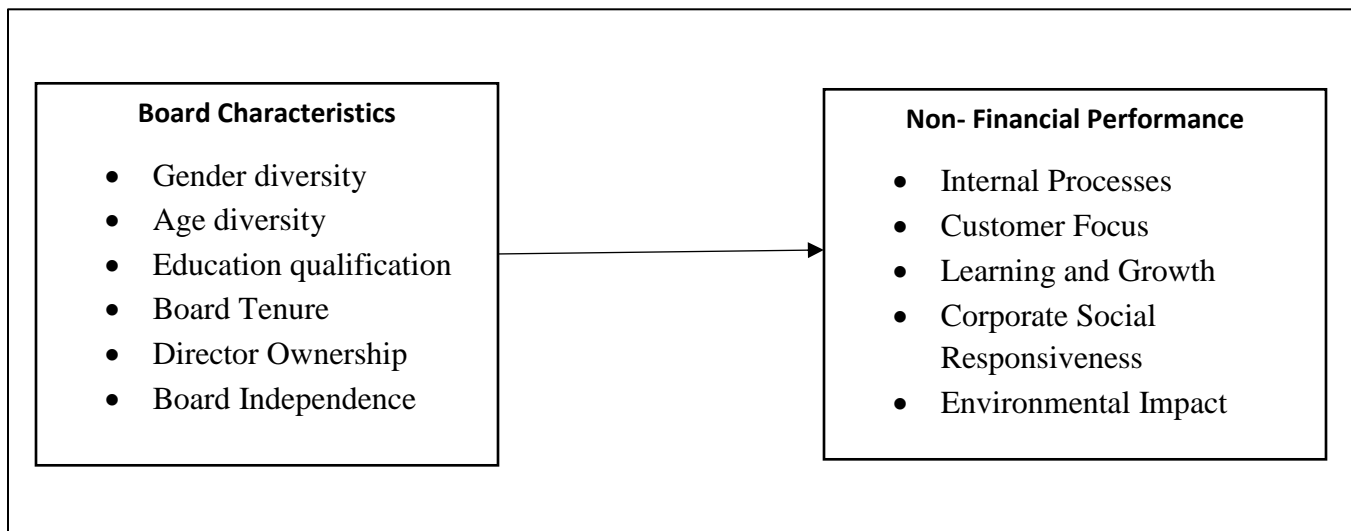 Board Characteristics
• Gender diversity
• Age diversity
• Education qualification
• Board Tenure
• Director Ownership
• Board Independence
Non- Financial Performance
• Internal Processes
• Customer Focus
• Learning and Growth
• Corporate Social
Responsiveness
• Environmental Impact